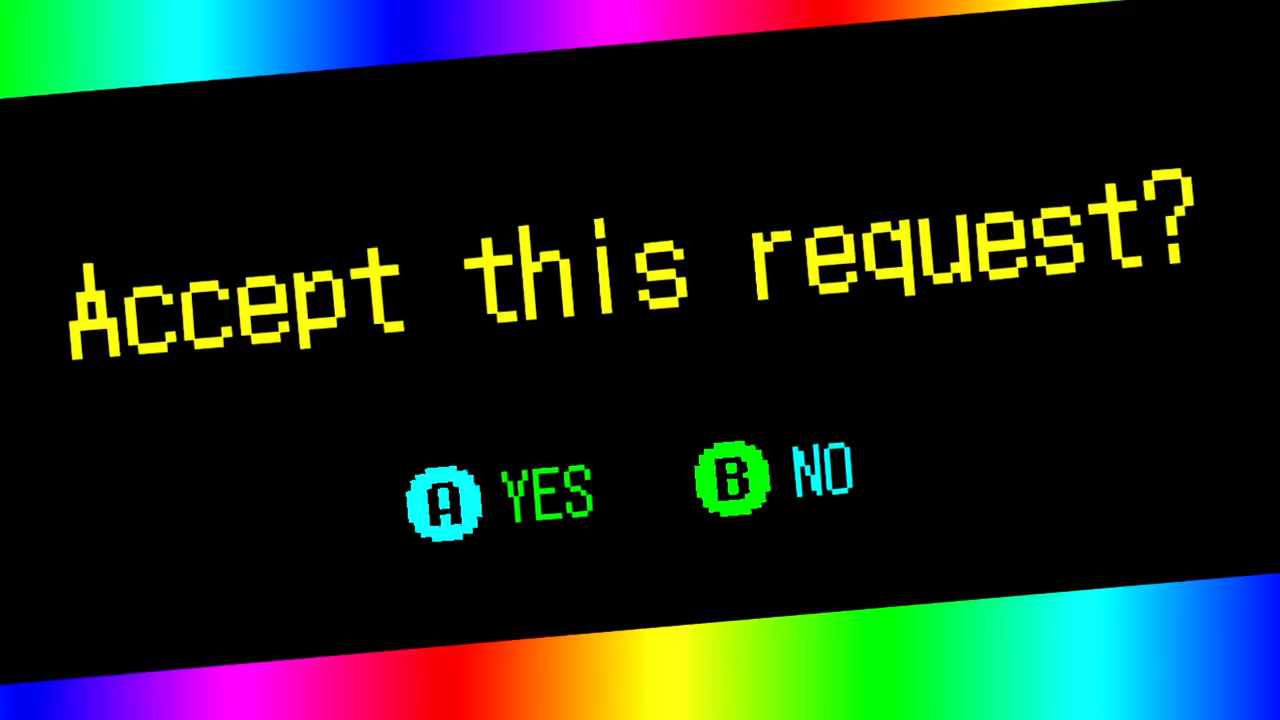 Accept this request?
A YES B NO